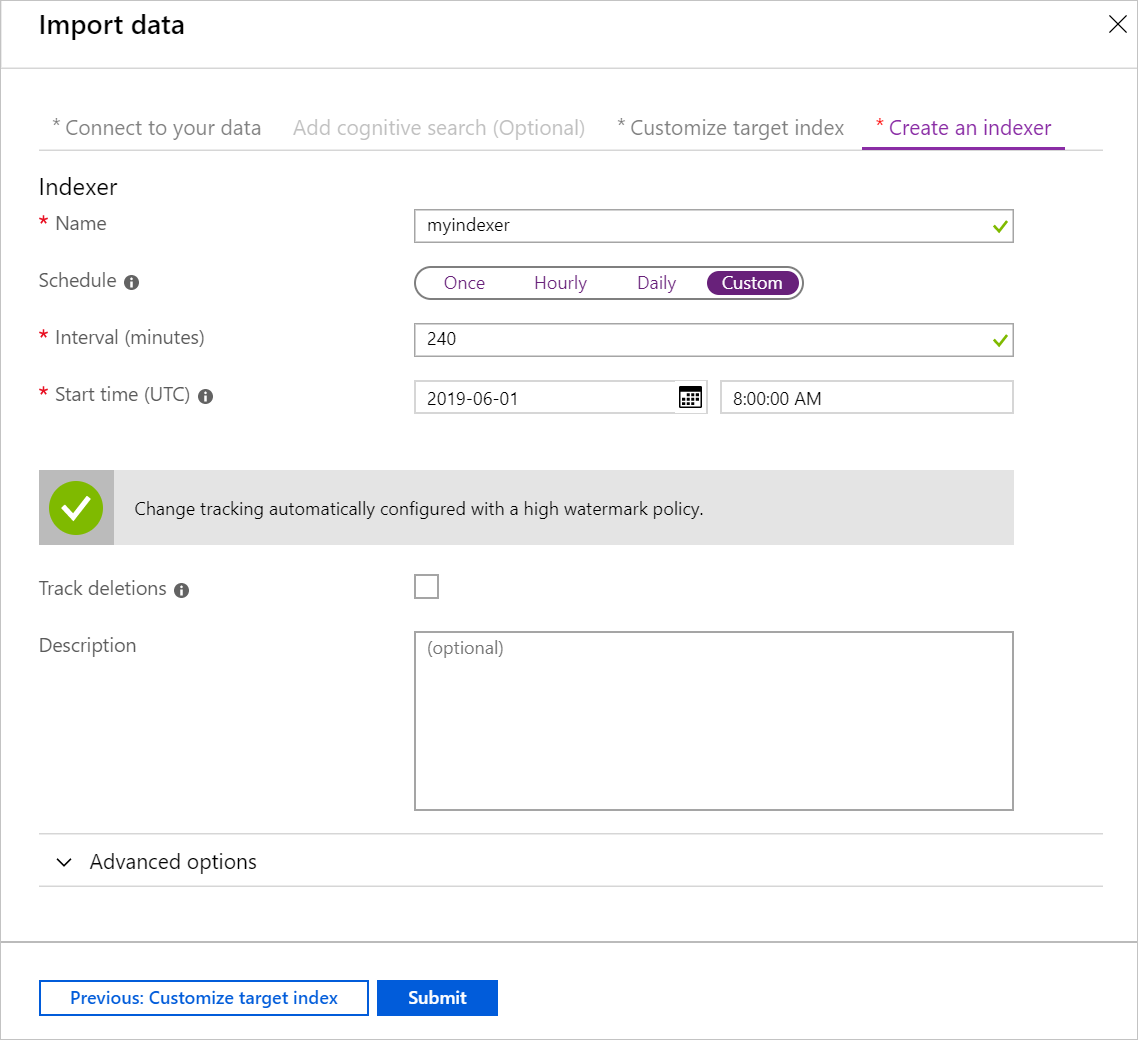 Import data
* Connect to your data Add cognitive search (Optional) * Customize target index * Create an indexer
Indexer
* Name myindexer
Schedule Once Hourly Daily Custom
* Interval (minutes) 240
* Start time (UTC) 2019-06-01 8:00:00 AM
Change tracking automatically configured with a high watermark policy.
Track deletions
Description (optional)
Advanced options
Previous: Customize target index Submit